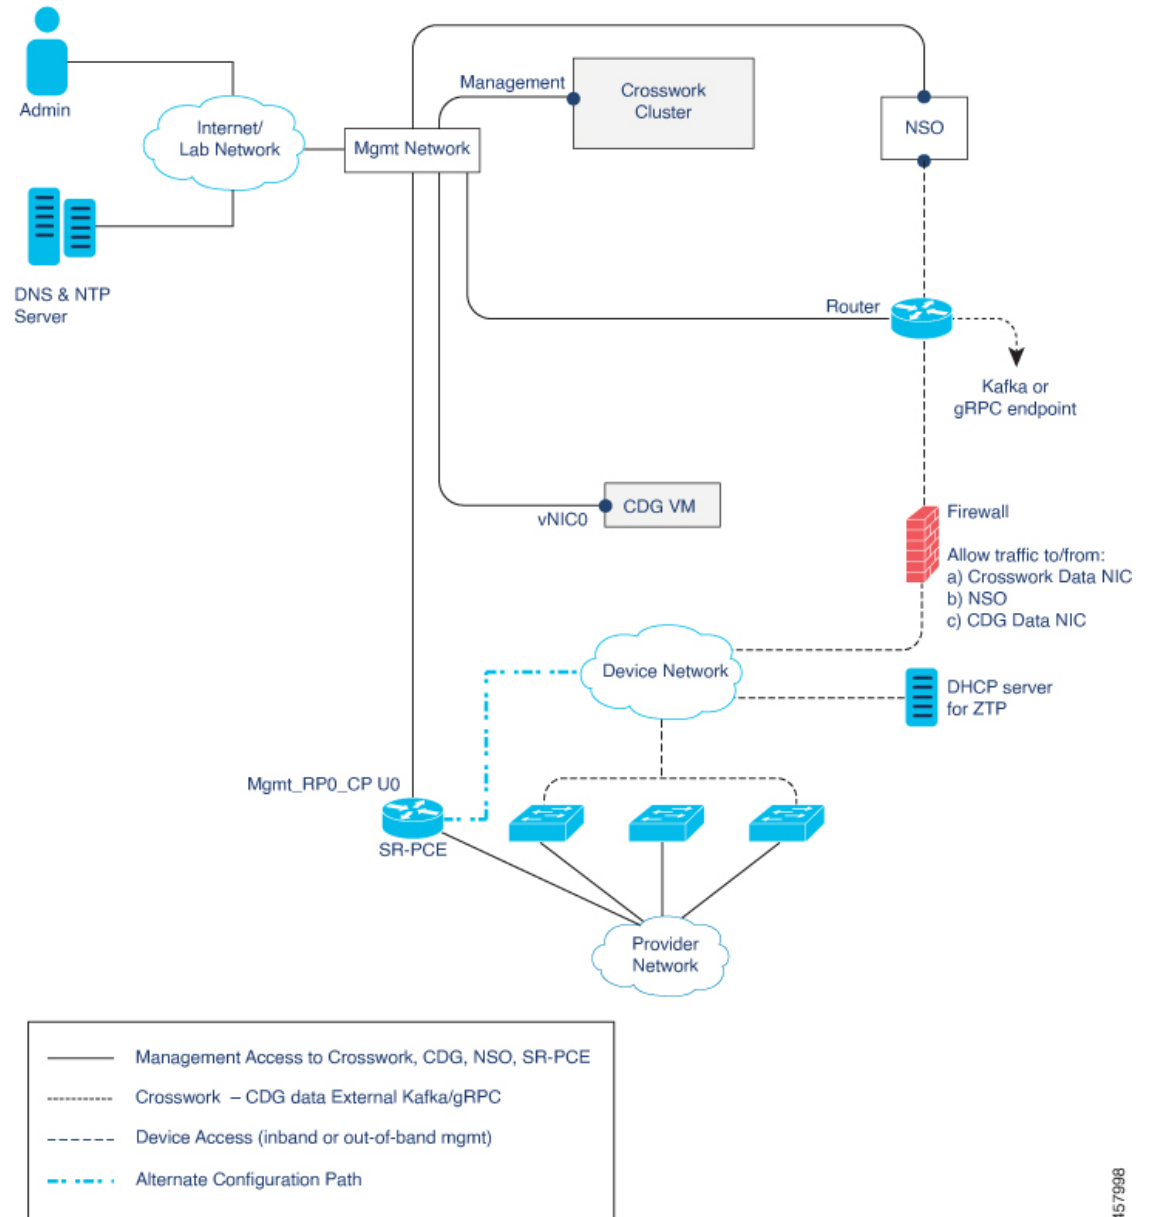 Admin
Internet/
Lab Network
Mgmt Network
Management
Crosswork
Cluster
NSO
DNS & NTP
Server
Router
Kafka or
gRPC endpoint
vNIC0
CDG VM
Firewall
Allow traffic to/from:
a) Crosswork Data NIC
b) NSO
c) CDG Data NIC
Device Network
DHCP server
for ZTP
Mgmt_RP0_CP U0
SR-PCE
Provider
Network
Management Access to Crosswork, CDG, NSO, SR-PCE
Crosswork – CDG data External Kafka/gRPC
Device Access (inband or out-of-band mgmt)
Alternate Configuration Path
457998